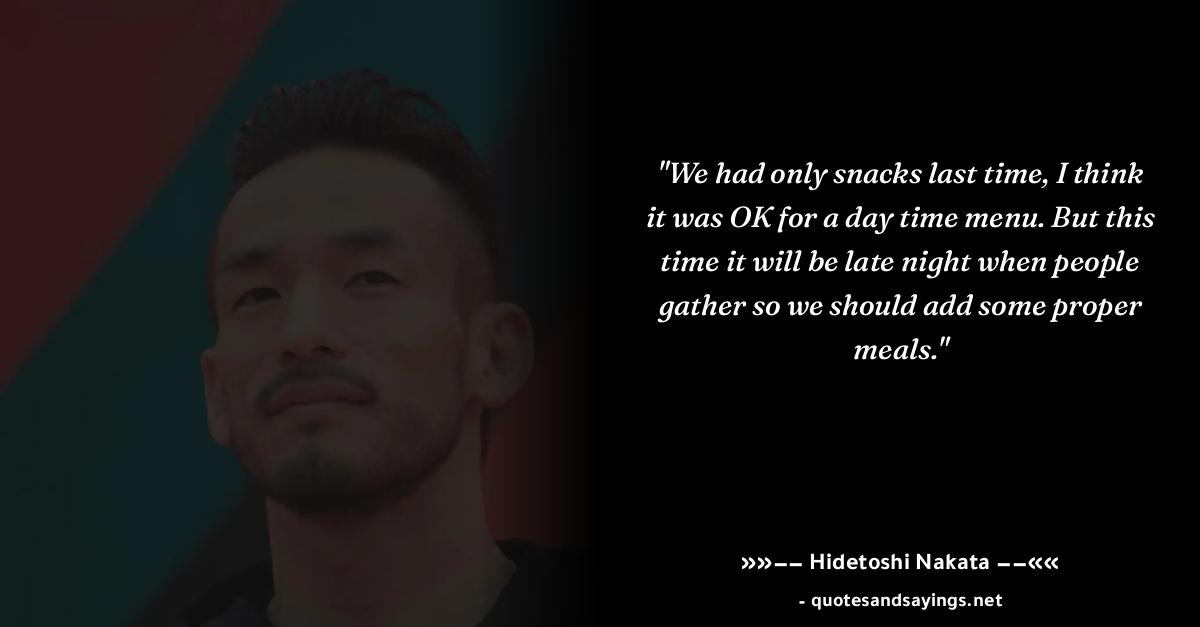 "We had only snacks last time, I think
it was OK for a day time menu. But this
time it will be late night when people
gather so we should add some proper
meals."
»»−− Hidetoshi Nakata −−««
- quotesandsayings.net